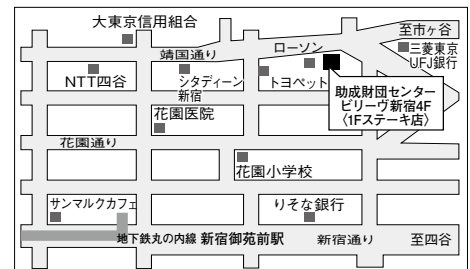 大東京信用組合
至市ヶ谷
靖国通り
ローソン
三菱東京
UFJ銀行
NTT四谷
シタディーン
新宿
トヨペット
助成財団センター
ビリーヴ新宿4F
〈1Fステーキ店〉
花園医院
花園通り
花園小学校
サンマルクカフェ
りそな銀行
地下鉄丸の内線 新宿御苑前駅
新宿通り
至四谷